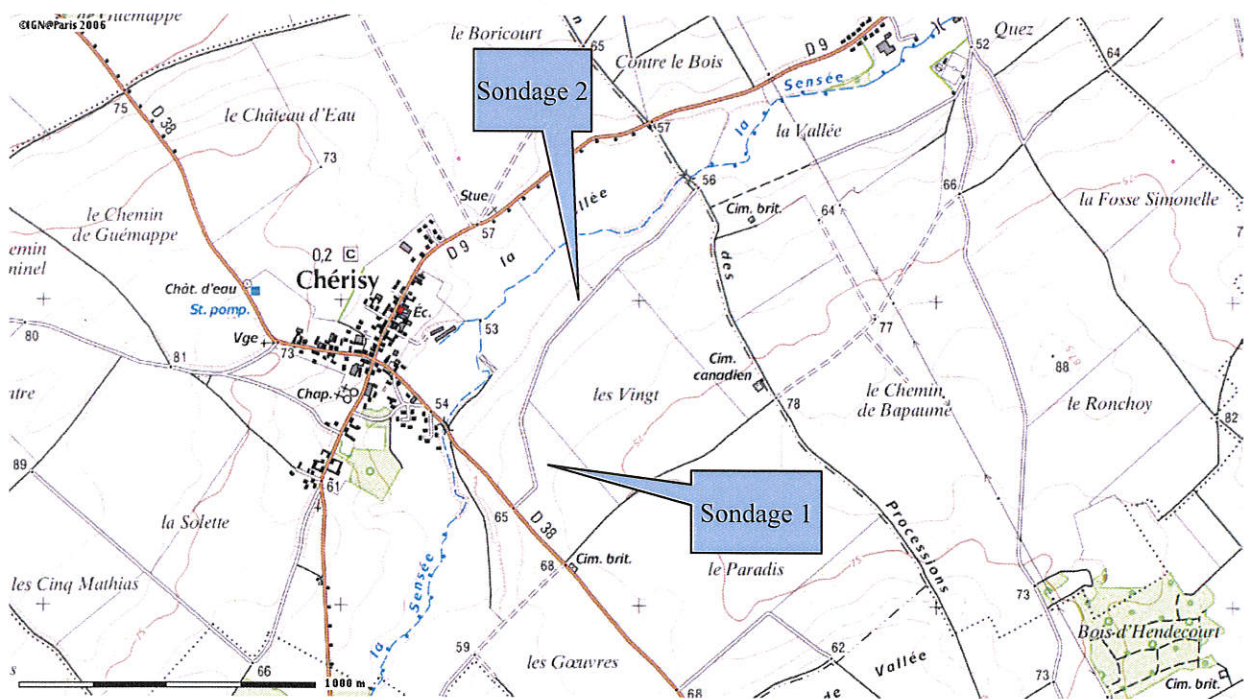 ©IGN@Paris 2006
de Guémappe
le Boricourt
65
Contre le Bois
D 9
Quez
52
64
75
D 38
le Château d'Eau
73
Sondage 2
57
Sensée
la
la Vallée
66
la Fosse Simonelle
le Chemin
de Guémappe
Stue
57
allée
la
56
Cim. brit.
64
0,2
C
D 9
Chérisy
Chât. d'eau
St. pomp.
Éc.
des
53
77
80
Vge
73
81
Cim.
canadien
88
Chap.
54
les Vingt
78
le Chemin
de Bapaume
le Ronchoy
82
89
61
Sondage 1
la Solette
65
D 38
Processions
les Cinq Mathias
Sensée
la
68
Cim. brit.
le Paradis
73
Bois d'Hendecourt
66
59
les Gœuvres
62
Vallée
de
73
68
Cim. brit.
1000 m